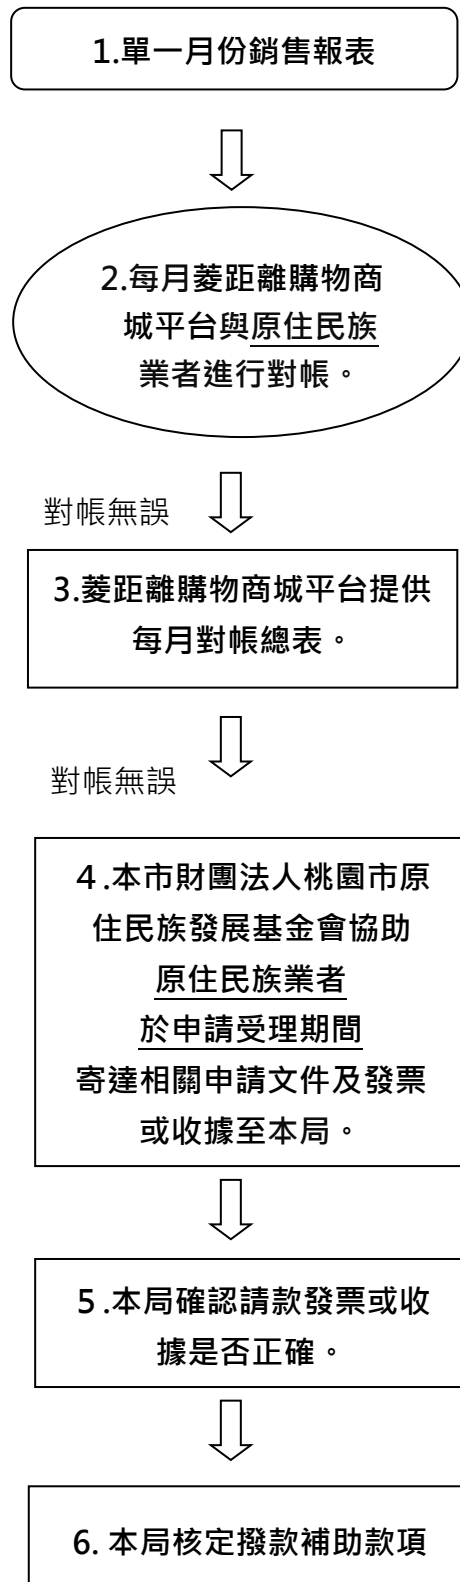 1.單一月份銷售報表
2.每月菱距離購物商
城平台與原住民族
業者進行對帳。
對帳無誤
3.菱距離購物商城平台提供
每月對帳總表。
對帳無誤
４.本市財團法人桃園市原
住民族發展基金會協助
原住民族業者
於申請受理期間
寄達相關申請文件及發票
或收據至本局。
５.本局確認請款發票或收
據是否正確。
6. 本局核定撥款補助款項